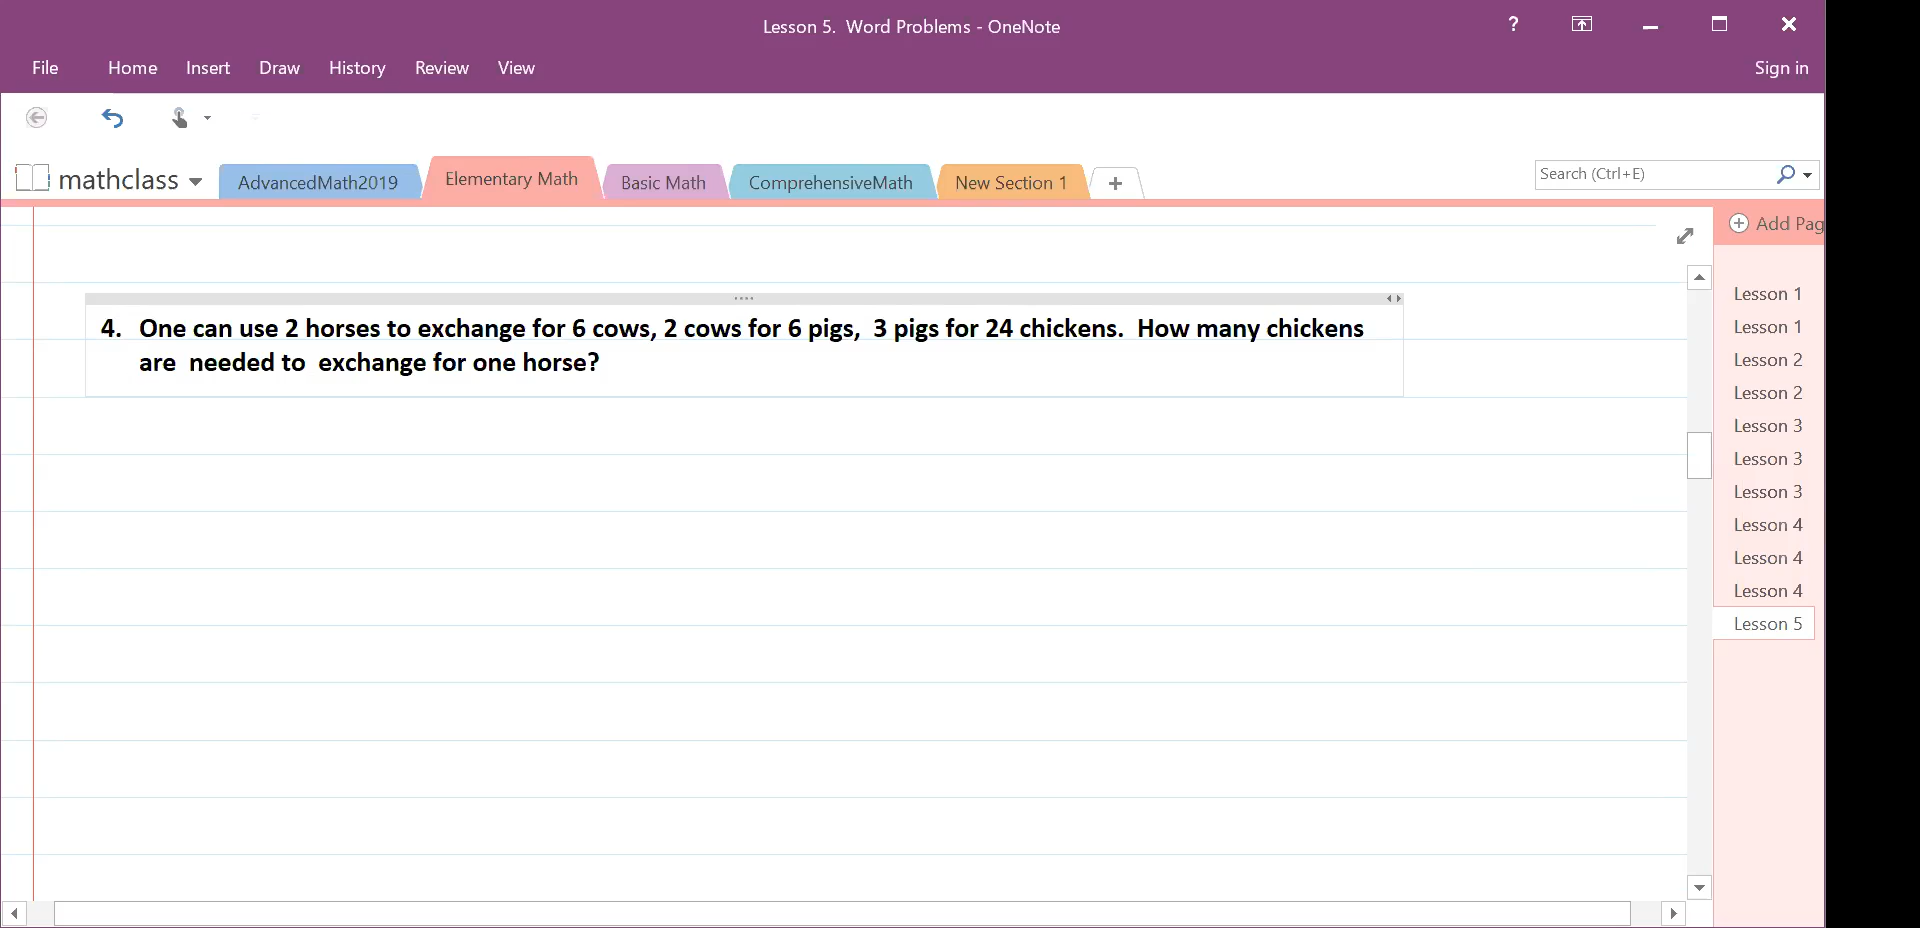 Lesson 5.  Word Problems - OneNote
?
File Home Insert Draw History Review View
Sign in
mathclass
AdvancedMath2019
Elementary Math
Basic Math
ComprehensiveMath
New Section 1
+
Search (Ctrl+E)
Add Pag
4. One can use 2 horses to exchange for 6 cows, 2 cows for 6 pigs,  3 pigs for 24 chickens.  How many chickens
are  needed to  exchange for one horse?
Lesson 1
Lesson 1
Lesson 2
Lesson 2
Lesson 3
Lesson 3
Lesson 3
Lesson 4
Lesson 4
Lesson 4
Lesson 5